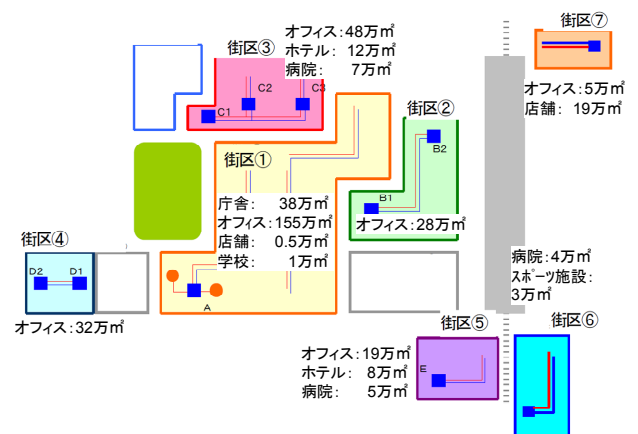 街区⑦
オフィス:5万㎡
店舗:19万㎡
街区③
オフィス:48万㎡
ホテル: 12万㎡
病院: 7万㎡
C1
C2
C3
街区②
B2
B1
オフィス:28万㎡
街区①
庁舎: 38万㎡
オフィス:155万㎡
店舗: 0.5万㎡
学校: 1万㎡
A
街区④
D2
D1
オフィス:32万㎡
病院:4万㎡
スポーツ施設:
3万㎡
街区⑤
オフィス:19万㎡
ホテル: 8万㎡
病院: 5万㎡
E
街区⑥